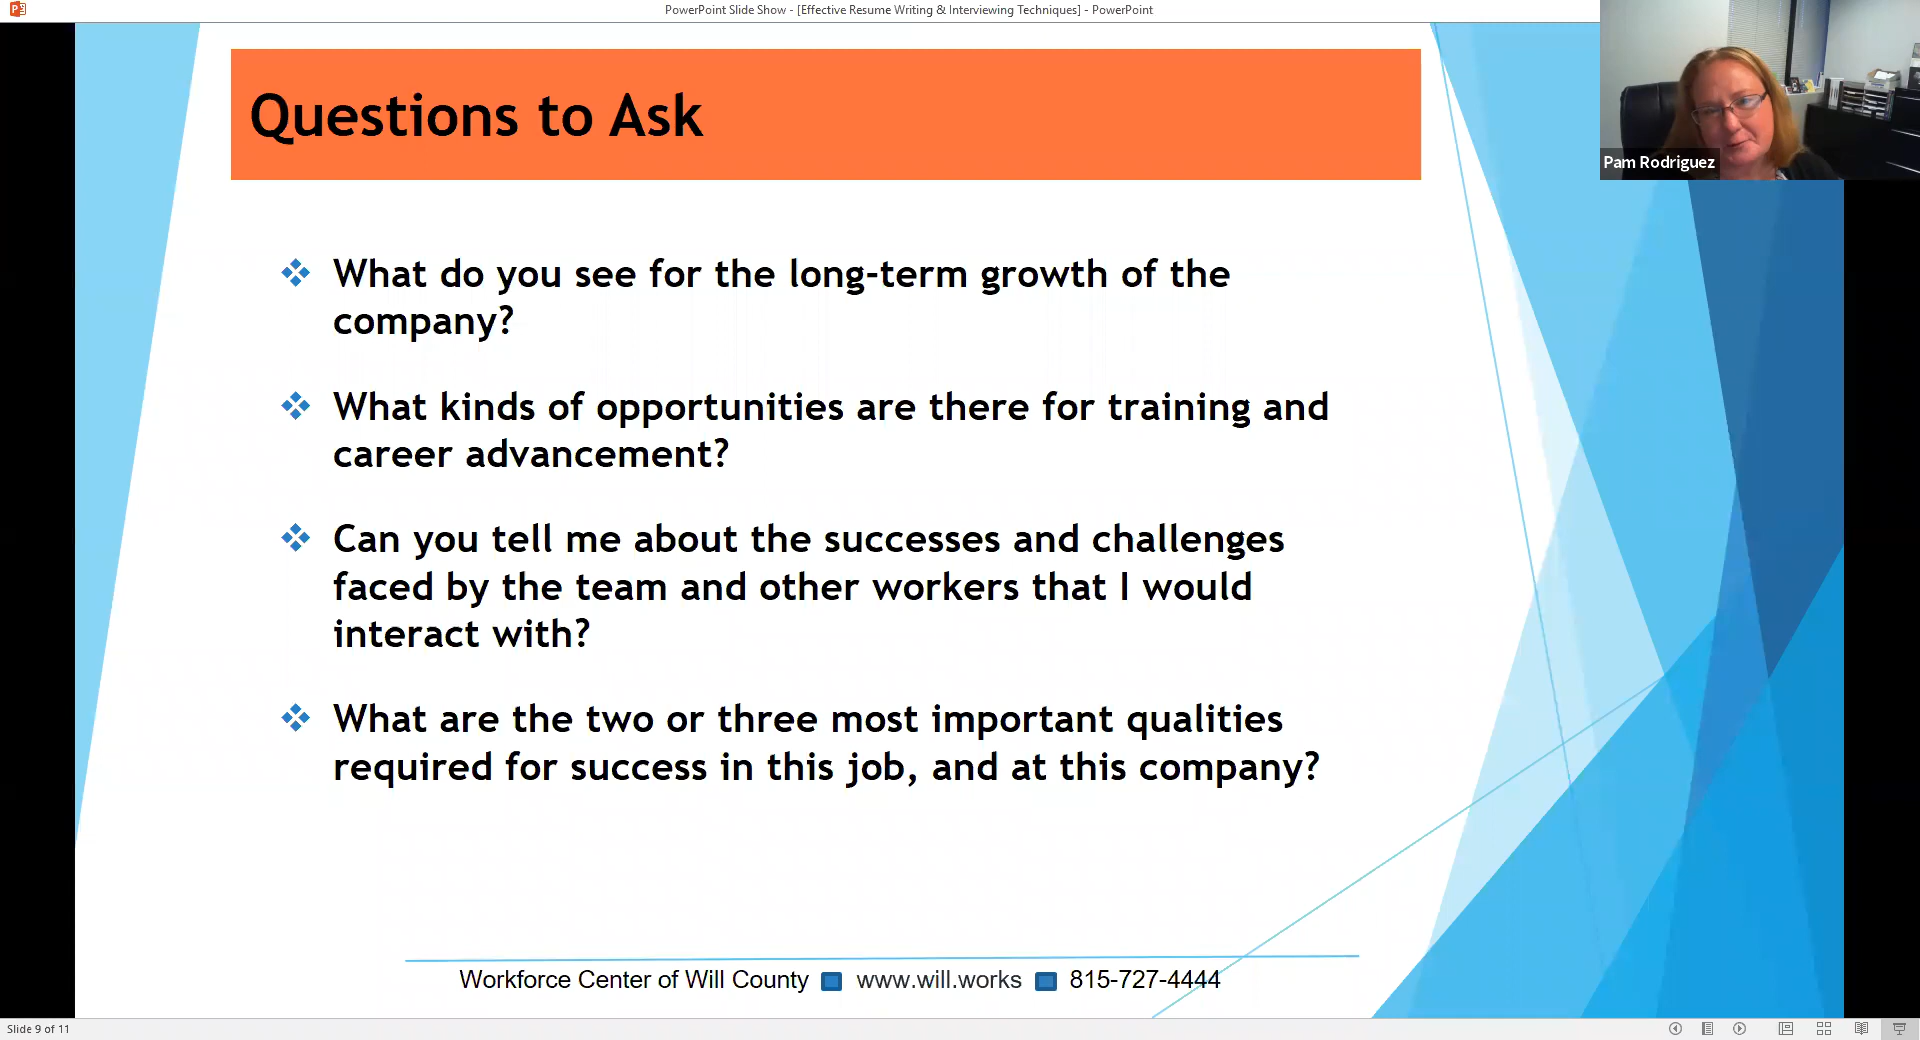 PowerPoint Slide Show - [Effective Resume Writing & Interviewing Techniques] - PowerPoint
Questions to Ask
Pam Rodriguez
What do you see for the long-term growth of the
company?
What kinds of opportunities are there for training and
career advancement?
Can you tell me about the successes and challenges
faced by the team and other workers that I would
interact with?
What are the two or three most important qualities
required for success in this job, and at this company?
Workforce Center of Will County www.will.works 815-727-4444
Slide 9 of 11